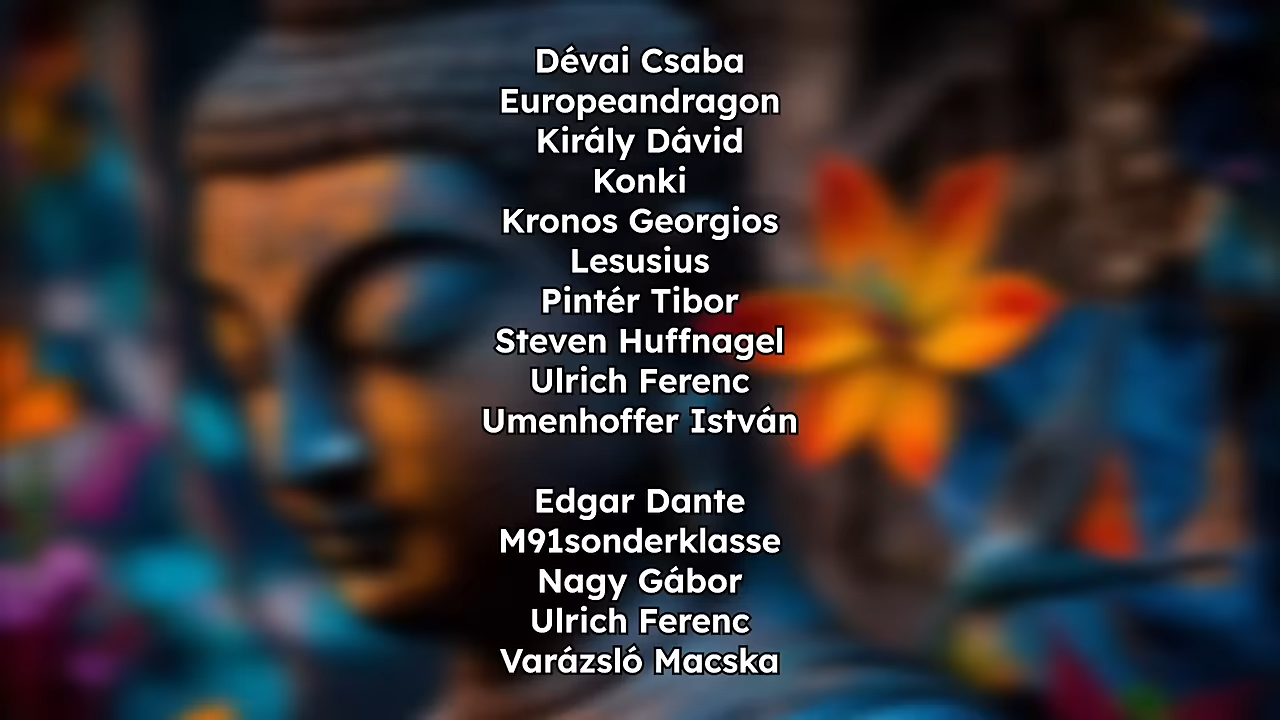 Dévai Csaba
Europeandragon
Király Dávid
Konki
Kronos Georgios
Lesusius
Pintér Tibor
Steven Huffnagel
Ulrich Ferenc
Umenhoffer István
Edgar Dante
M91sonderklasse
Nagy Gábor
Ulrich Ferenc
Varázsló Macska